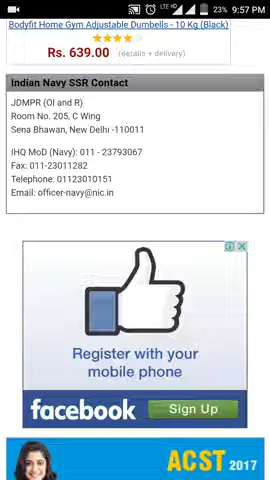 LTE HD 23% 9:57 PM
Bodyfit Home Gym Adjustable Dumbells - 10 Kg (Black)
Rs. 639.00 (details + delivery)
Indian Navy SSR Contact
JDMPR (OI and R)
Room No. 205, C Wing
Sena Bhawan, New Delhi -110011
IHQ MoD (Navy): 011 - 23793067
Fax: 011-23011282
Telephone: 01123010151
Email: officer-navy@nic.in
Register with your
mobile phone
facebook Sign Up
ACST 2017